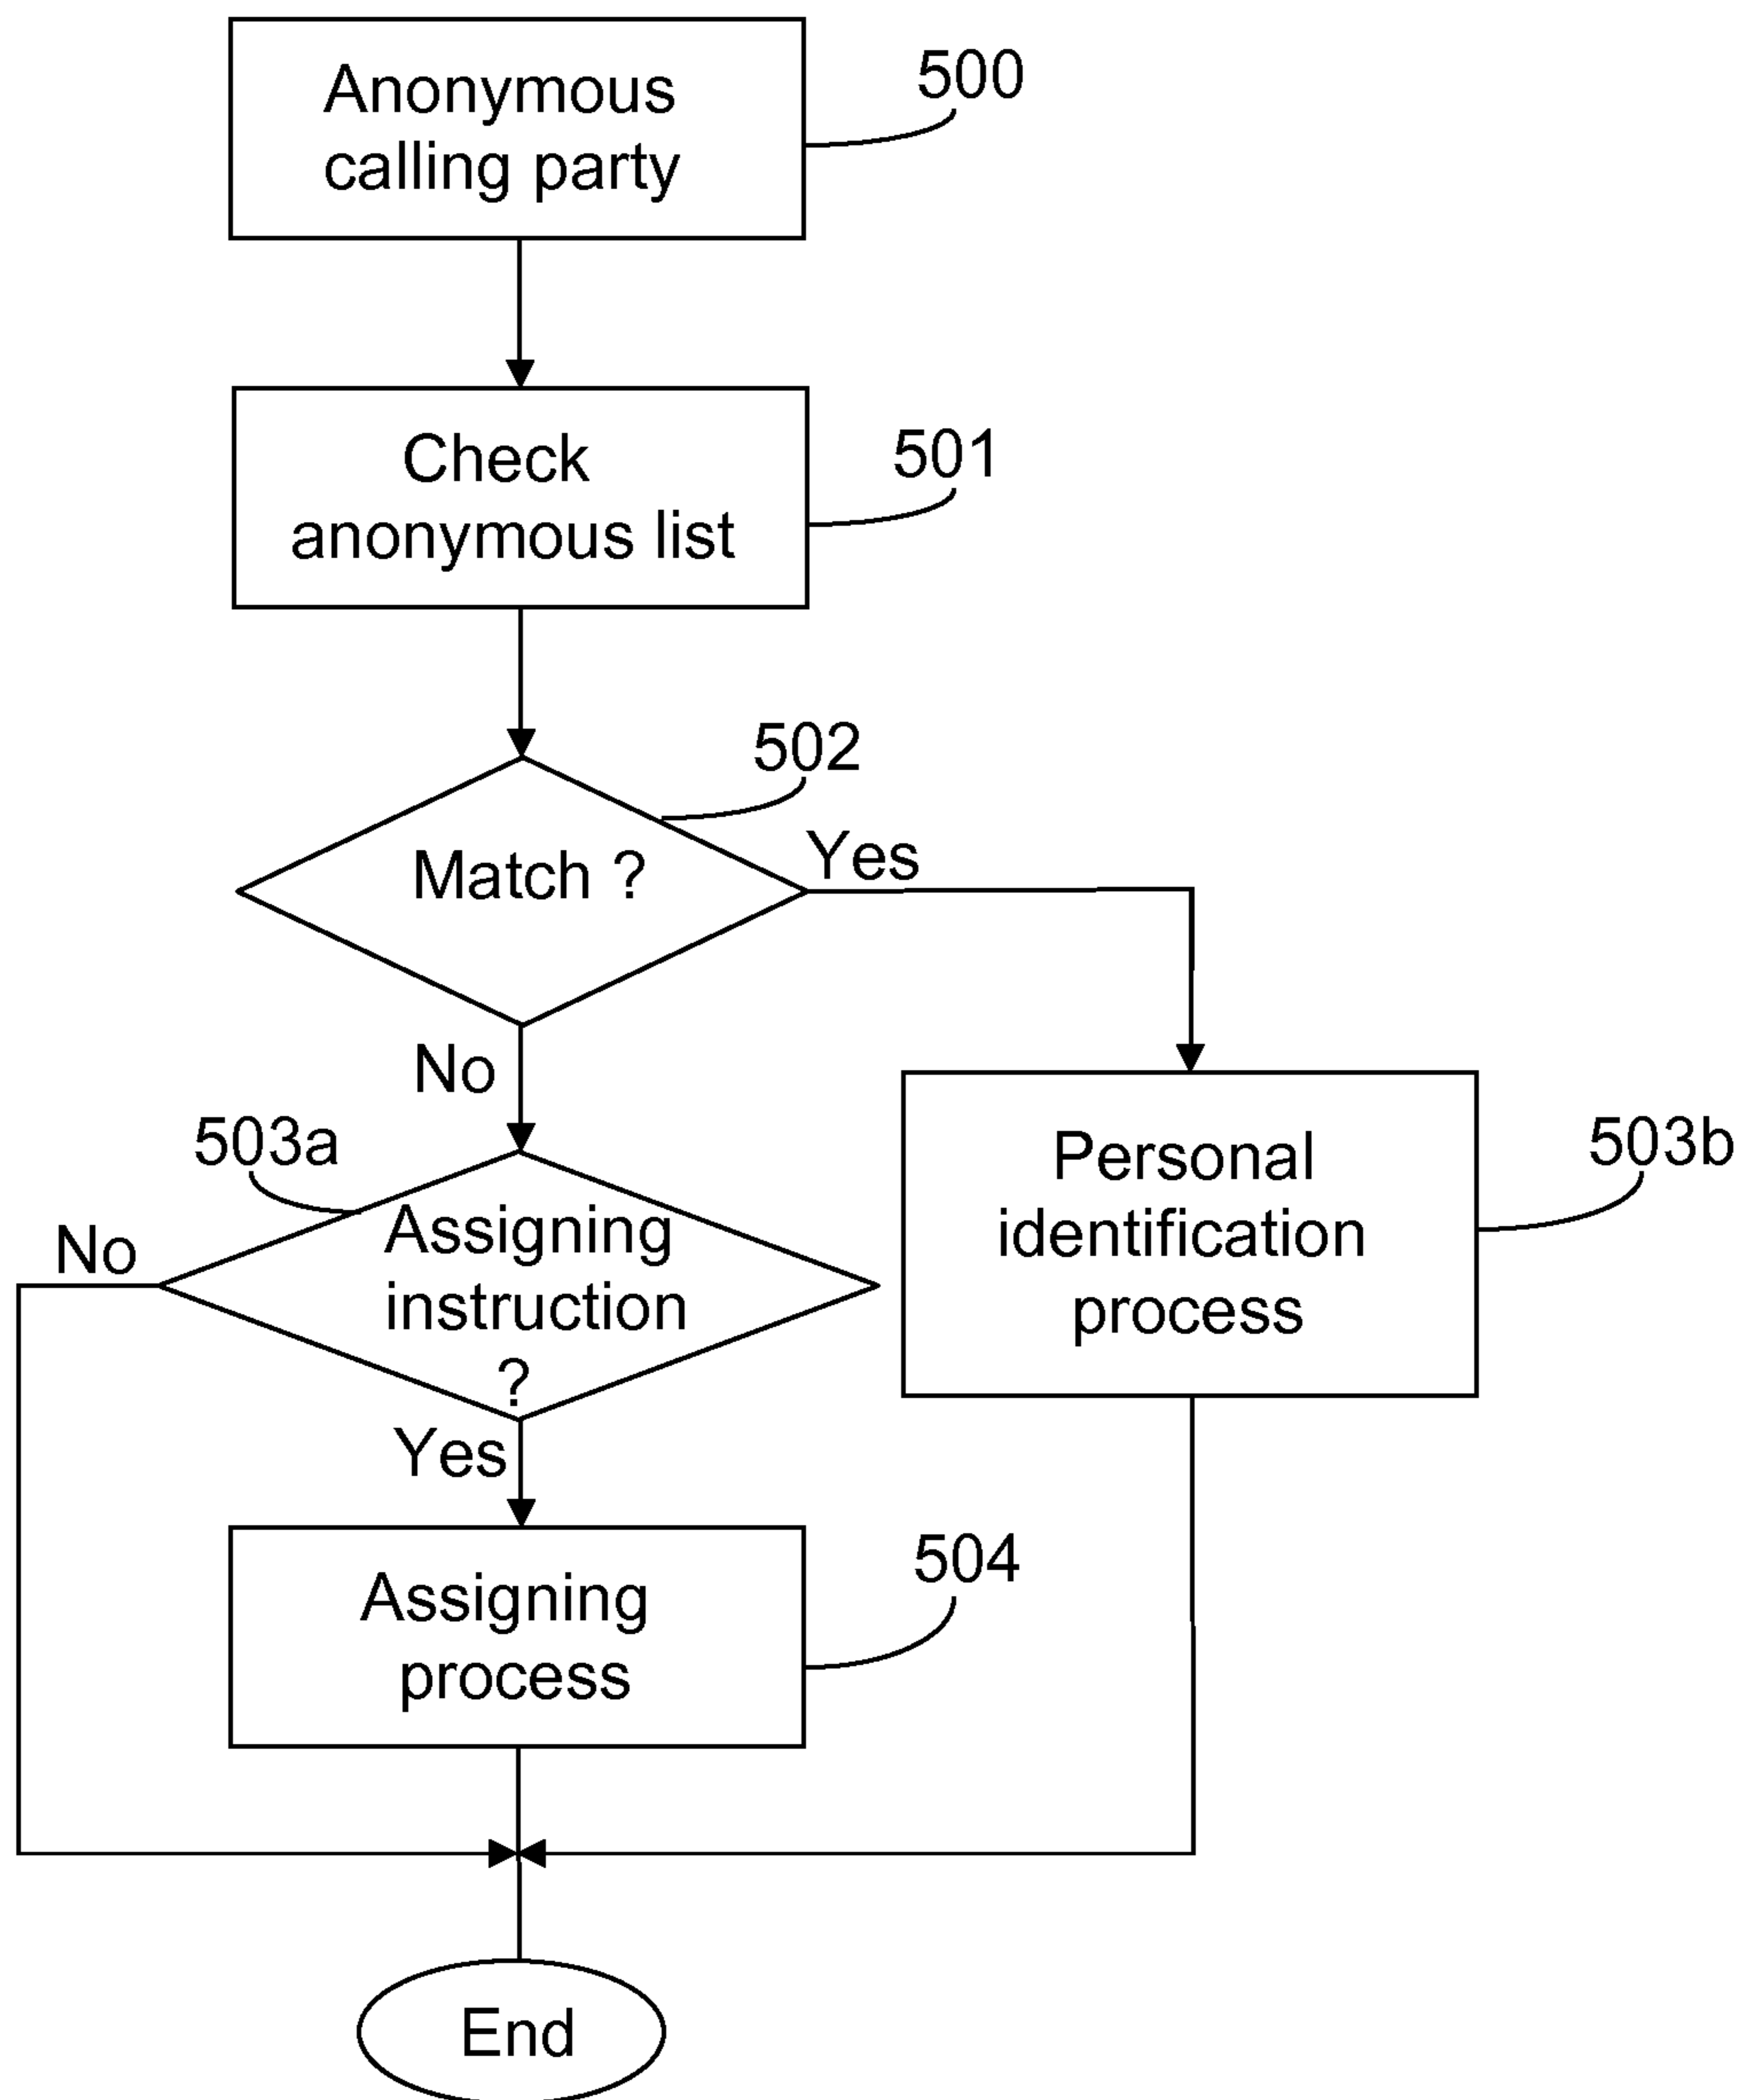 Anonymous
calling party
500
Check
anonymous list
501
502
Match ?
Yes
No
503a
No
Assigning
instruction
?
Yes
Personal
identification
process
503b
Assigning
process
504
End